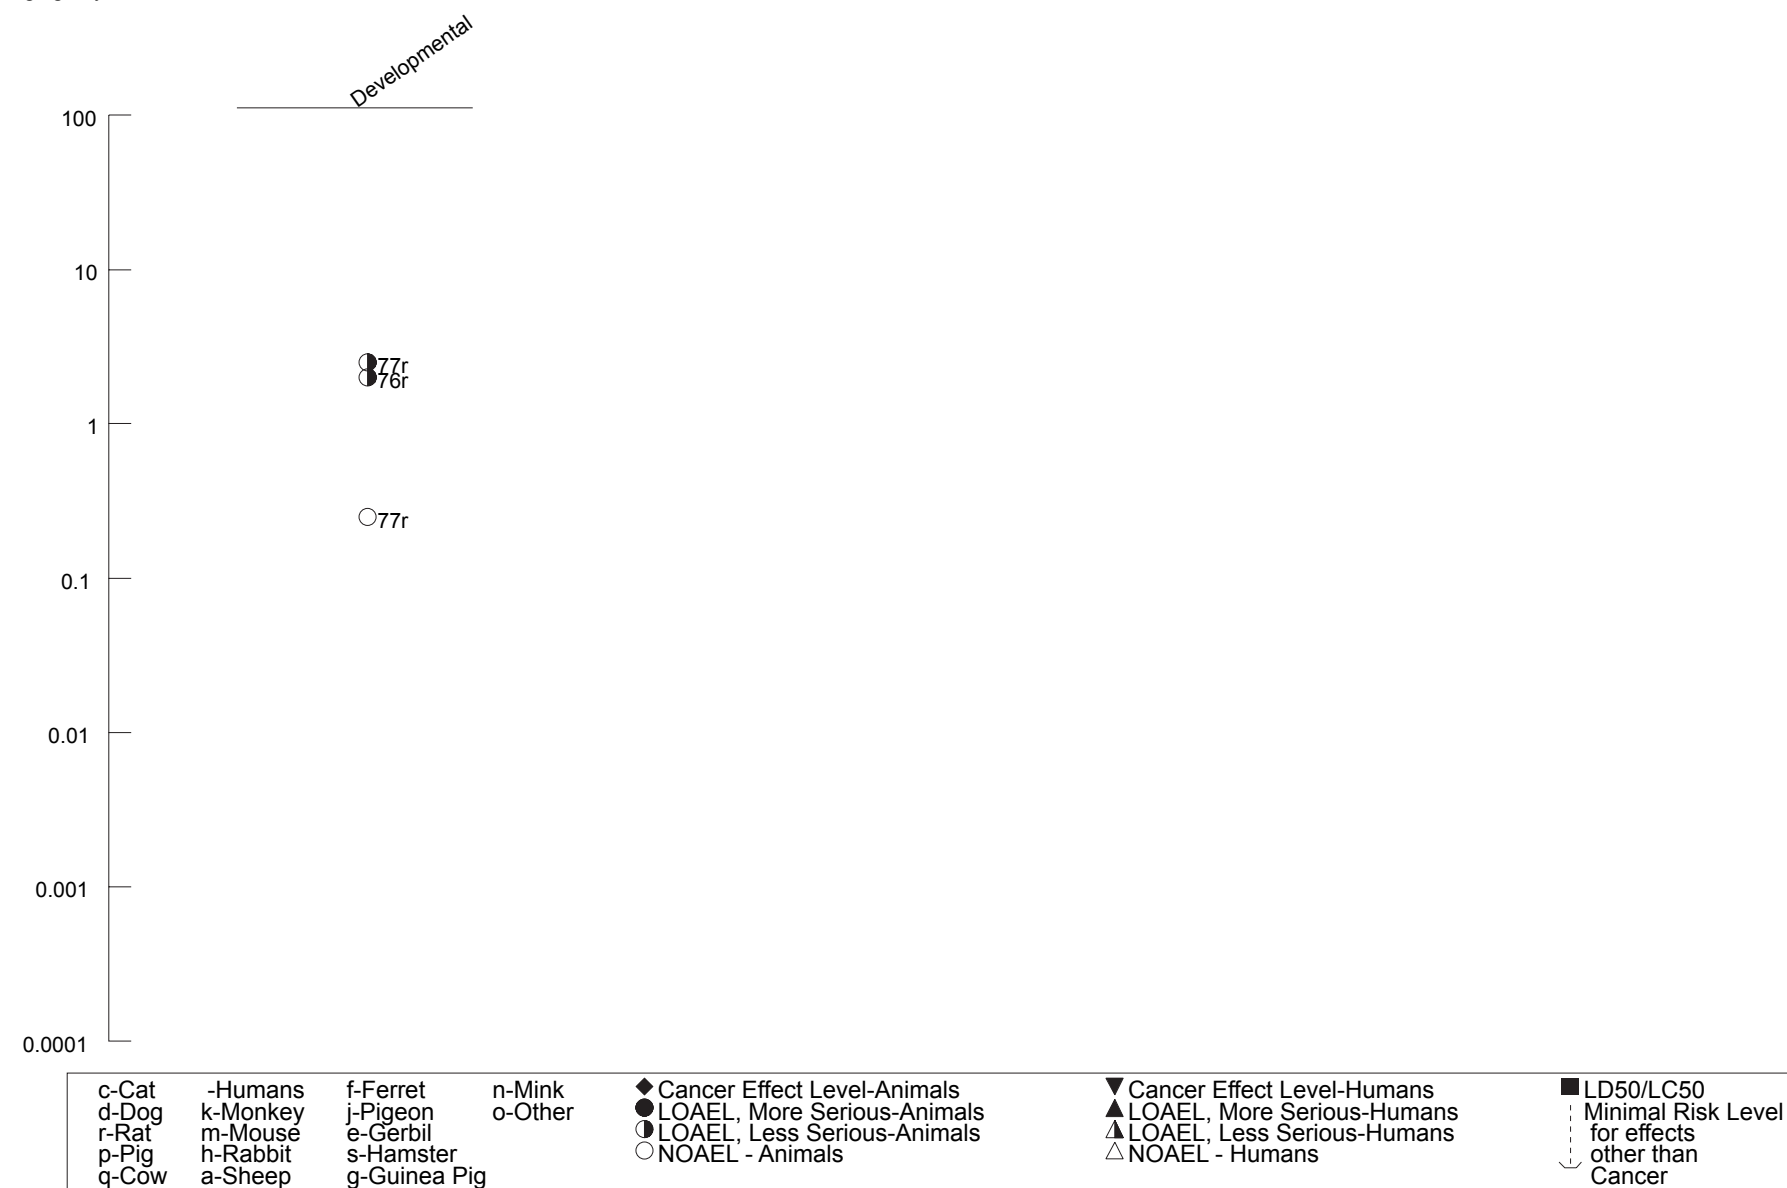 Developmental
100
10
77r
76r
1
77r
0.1
0.01
0.001
0.0001
c-Cat -Humans f-Ferret n-Mink Cancer Effect Level-Animals Cancer Effect Level-Humans LD50/LC50
d-Dog k-Monkey j-Pigeon o-Other LOAEL, More Serious-Animals LOAEL, More Serious-Humans Minimal Risk Level
r-Rat m-Mouse e-Gerbil LOAEL, Less Serious-Animals LOAEL, Less Serious-Humans for effects
p-Pig h-Rabbit s-Hamster NOAEL - Animals NOAEL - Humans other than
q-Cow a-Sheep g-Guinea Pig Cancer